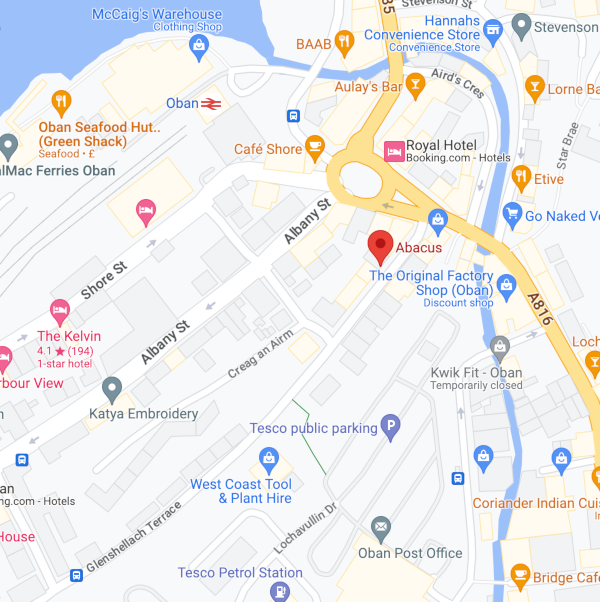 McCaig's Warehouse
Clothing Shop
Stevenson St
85
Hannahs
Convenience Store
Convenience Store
Stevenson
BAAB
Aird's Cres
Aulay's Bar
Lorne Ba
Oban
Oban Seafood Hut..
(Green Shack)
Seafood • £
Star Brae
Café Shore
Royal Hotel
Booking.com - Hotels
alMac Ferries Oban
Etive
Albany St
Go Naked Ve
Abacus
Shore St
The Original Factory
Shop (Oban)
Discount shop
A816
The Kelvin
4.1 ★ (194)
1-star hotel
Albany St
Creag an Airm
Loch
rbour View
Kwik Fit - Oban
Temporarily closed
Katya Embroidery
Tesco public parking
P
an
ng.com - Hotels
West Coast Tool
& Plant Hire
Coriander Indian Cuis
In
House
Glenshellach Terrace
Lochavullin Dr
Oban Post Office
Tesco Petrol Station
Bridge Cafe